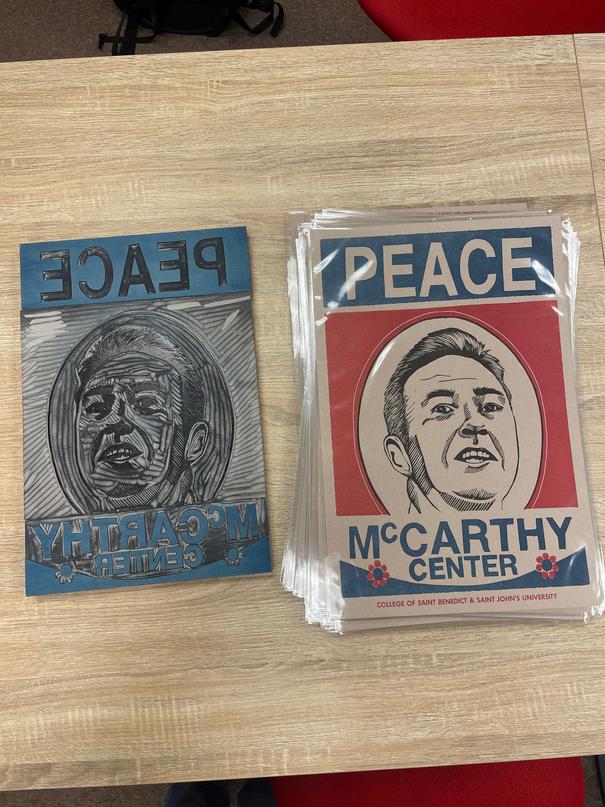 PEACE
McCARTHY
CENTER
PEACE
McCARTHY
CENTER
COLLEGE OF SAINT BENEDICT & SAINT JOHN'S UNIVERSITY